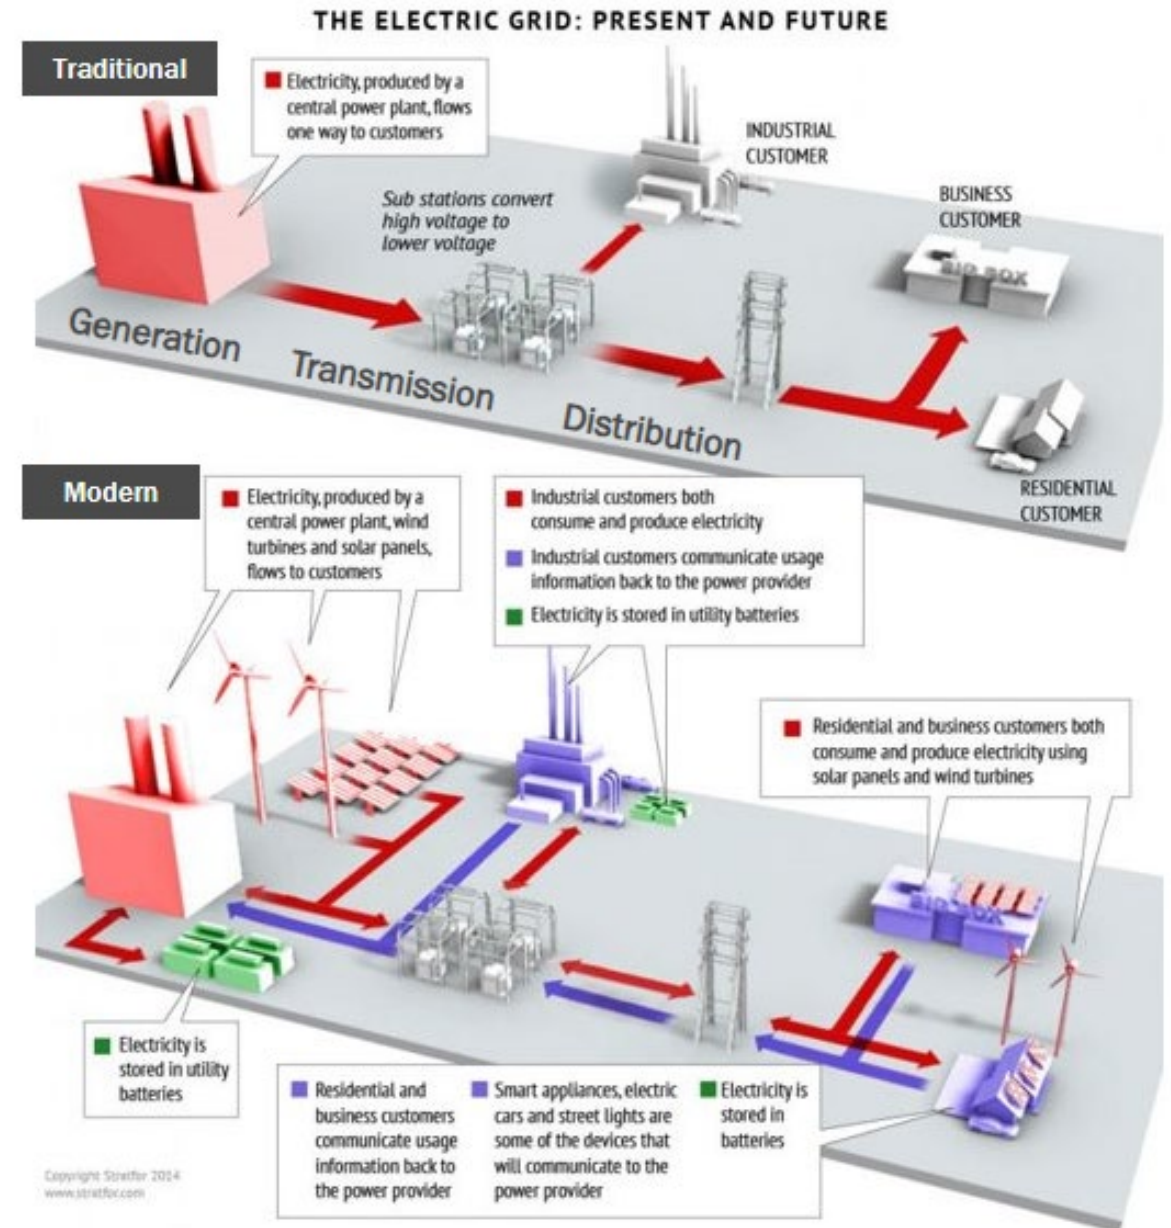 THE ELECTRIC GRID: PRESENT AND FUTURE
Traditional
Electricity, produced by a
central power plant, flows
one way to customers
INDUSTRIAL
CUSTOMER
BUSINESS
CUSTOMER
Sub stations convert
high voltage to
lower voltage
BIG BOX
Generation
Transmission
Distribution
RESIDENTIAL
CUSTOMER
Modern
Electricity, produced by a
central power plant, wind
turbines and solar panels,
flows to customers
Industrial customers both
consume and produce electricity
Industrial customers communicate usage
information back to the power provider
Electricity is stored in utility batteries
Residential and business customers both
consume and produce electricity using
solar panels and wind turbines
BIG BOX
Electricity is
stored in utility
batteries
Residential and
business customers
communicate usage
information back to
the power provider
Smart appliances, electric
cars and street lights are
some of the devices that
will communicate to the
power provider
Electricity is
stored in
batteries
Copyright Stratfor 2014
www.stratfor.com